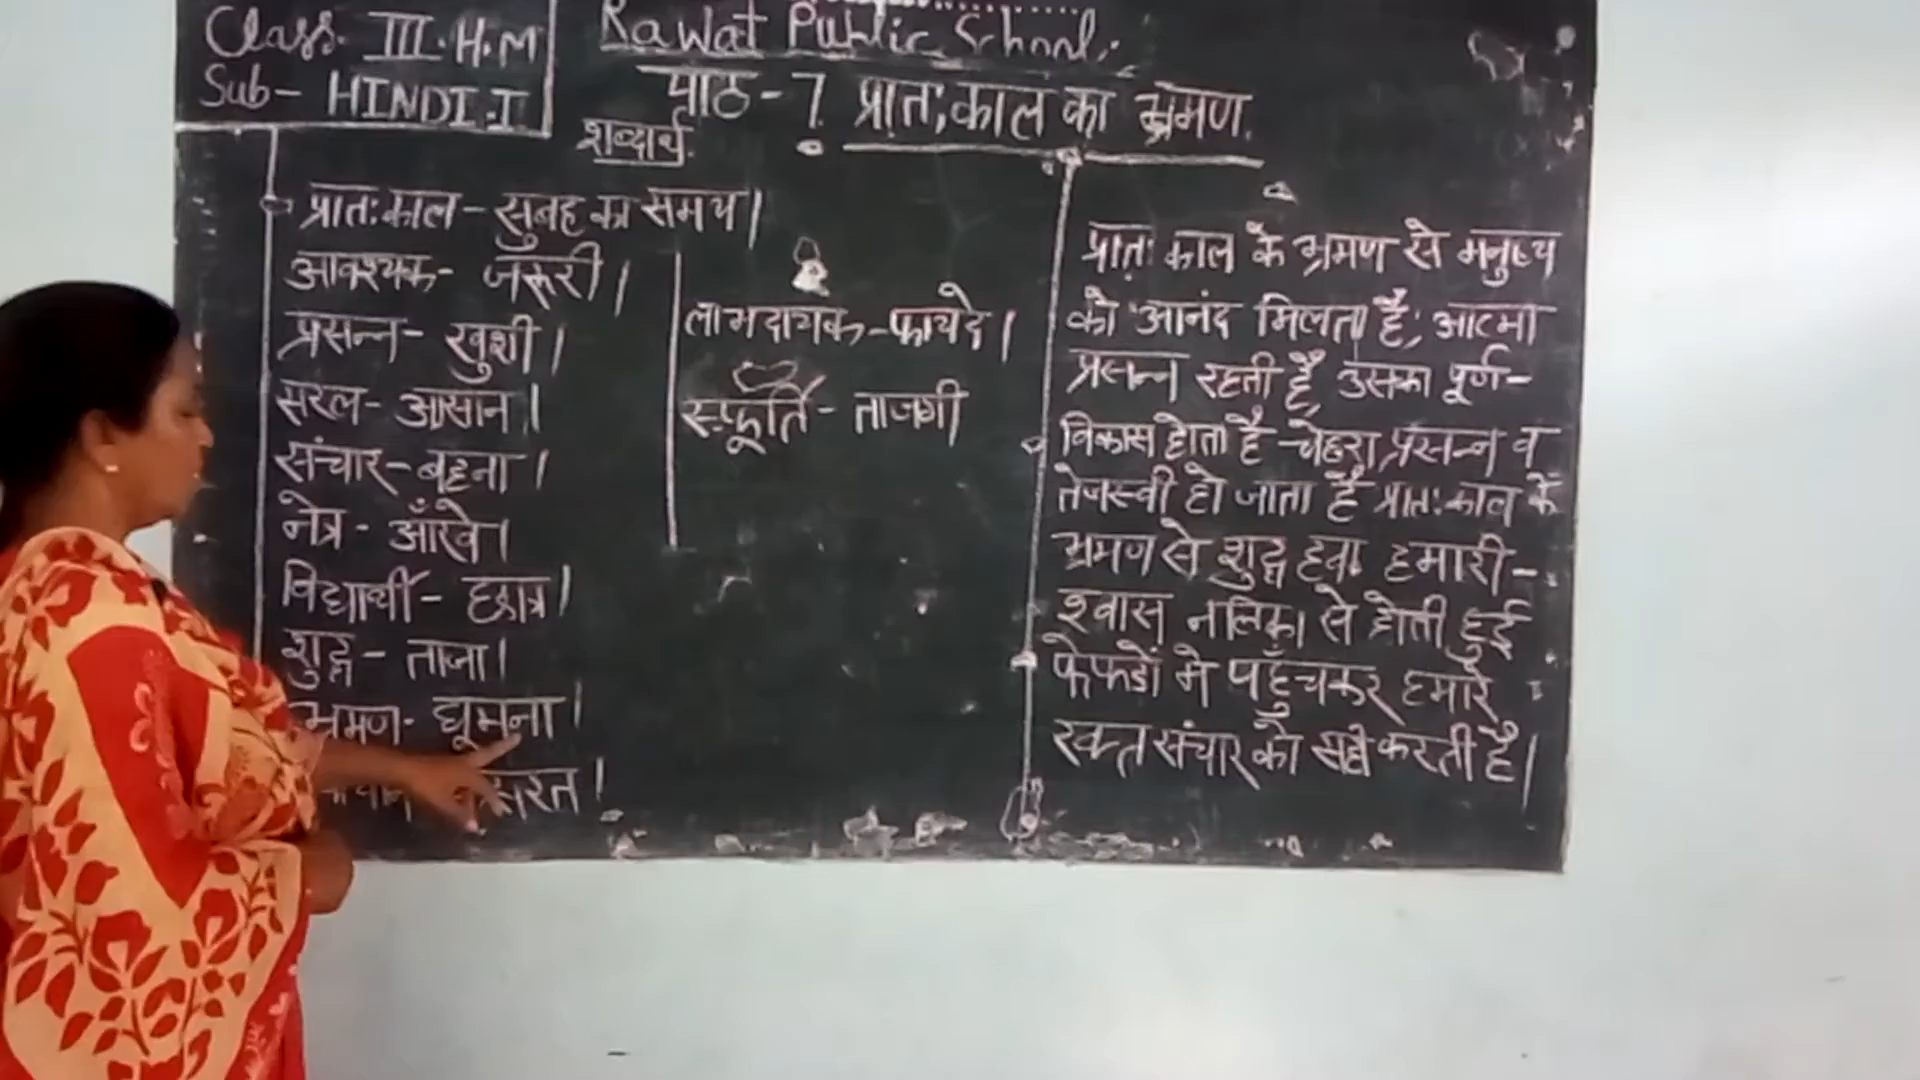 Class. III. H.M
Sub- HINDI.I
Rawat Public School.
पाठ-7 प्रात:काल का भ्रमण.
शब्दार्थ
प्रात:काल - सुबह का समय।
आवश्यक - जरूरी।
प्रसन्न - खुशी।
सरल - आसान।
संचार - बहना।
नेत्र - आँखे।
विद्यार्थी - छात्र।
शुद्ध - ताजा।
भ्रमण - घूमना।
सरत।
लाभदायक - फायदे।
स्फूर्ति - ताजगी
प्रात: काल के भ्रमण से मनुष्य
को आनंद मिलता है, आत्मा
प्रसन्न रहती है, उसका पूर्ण-
विकास होता है चेहरा प्रसन्न व
तेजस्वी हो जाता है प्रात:काल के
भ्रमण से शुद्ध हवा हमारी-
श्वास नलिका से होती हुई
फेफडों मे पहुँचकर हमारे
रक्त संचार को सही करती है।